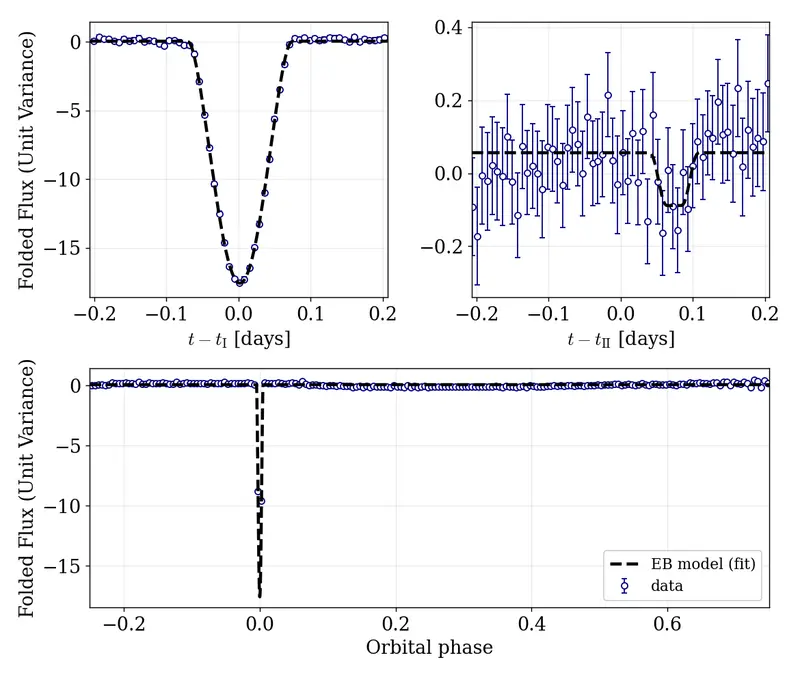 Folded Flux (Unit Variance)
0
−5
−10
−15
−0.2 −0.1 0.0 0.1 0.2
t − tI [days]
0.4
0.2
0.0
−0.2
−0.2 −0.1 0.0 0.1 0.2
t − tII [days]
Folded Flux (Unit Variance)
0
−5
−10
−15
EB model (fit)
data
−0.2 0.0 0.2 0.4 0.6
Orbital phase